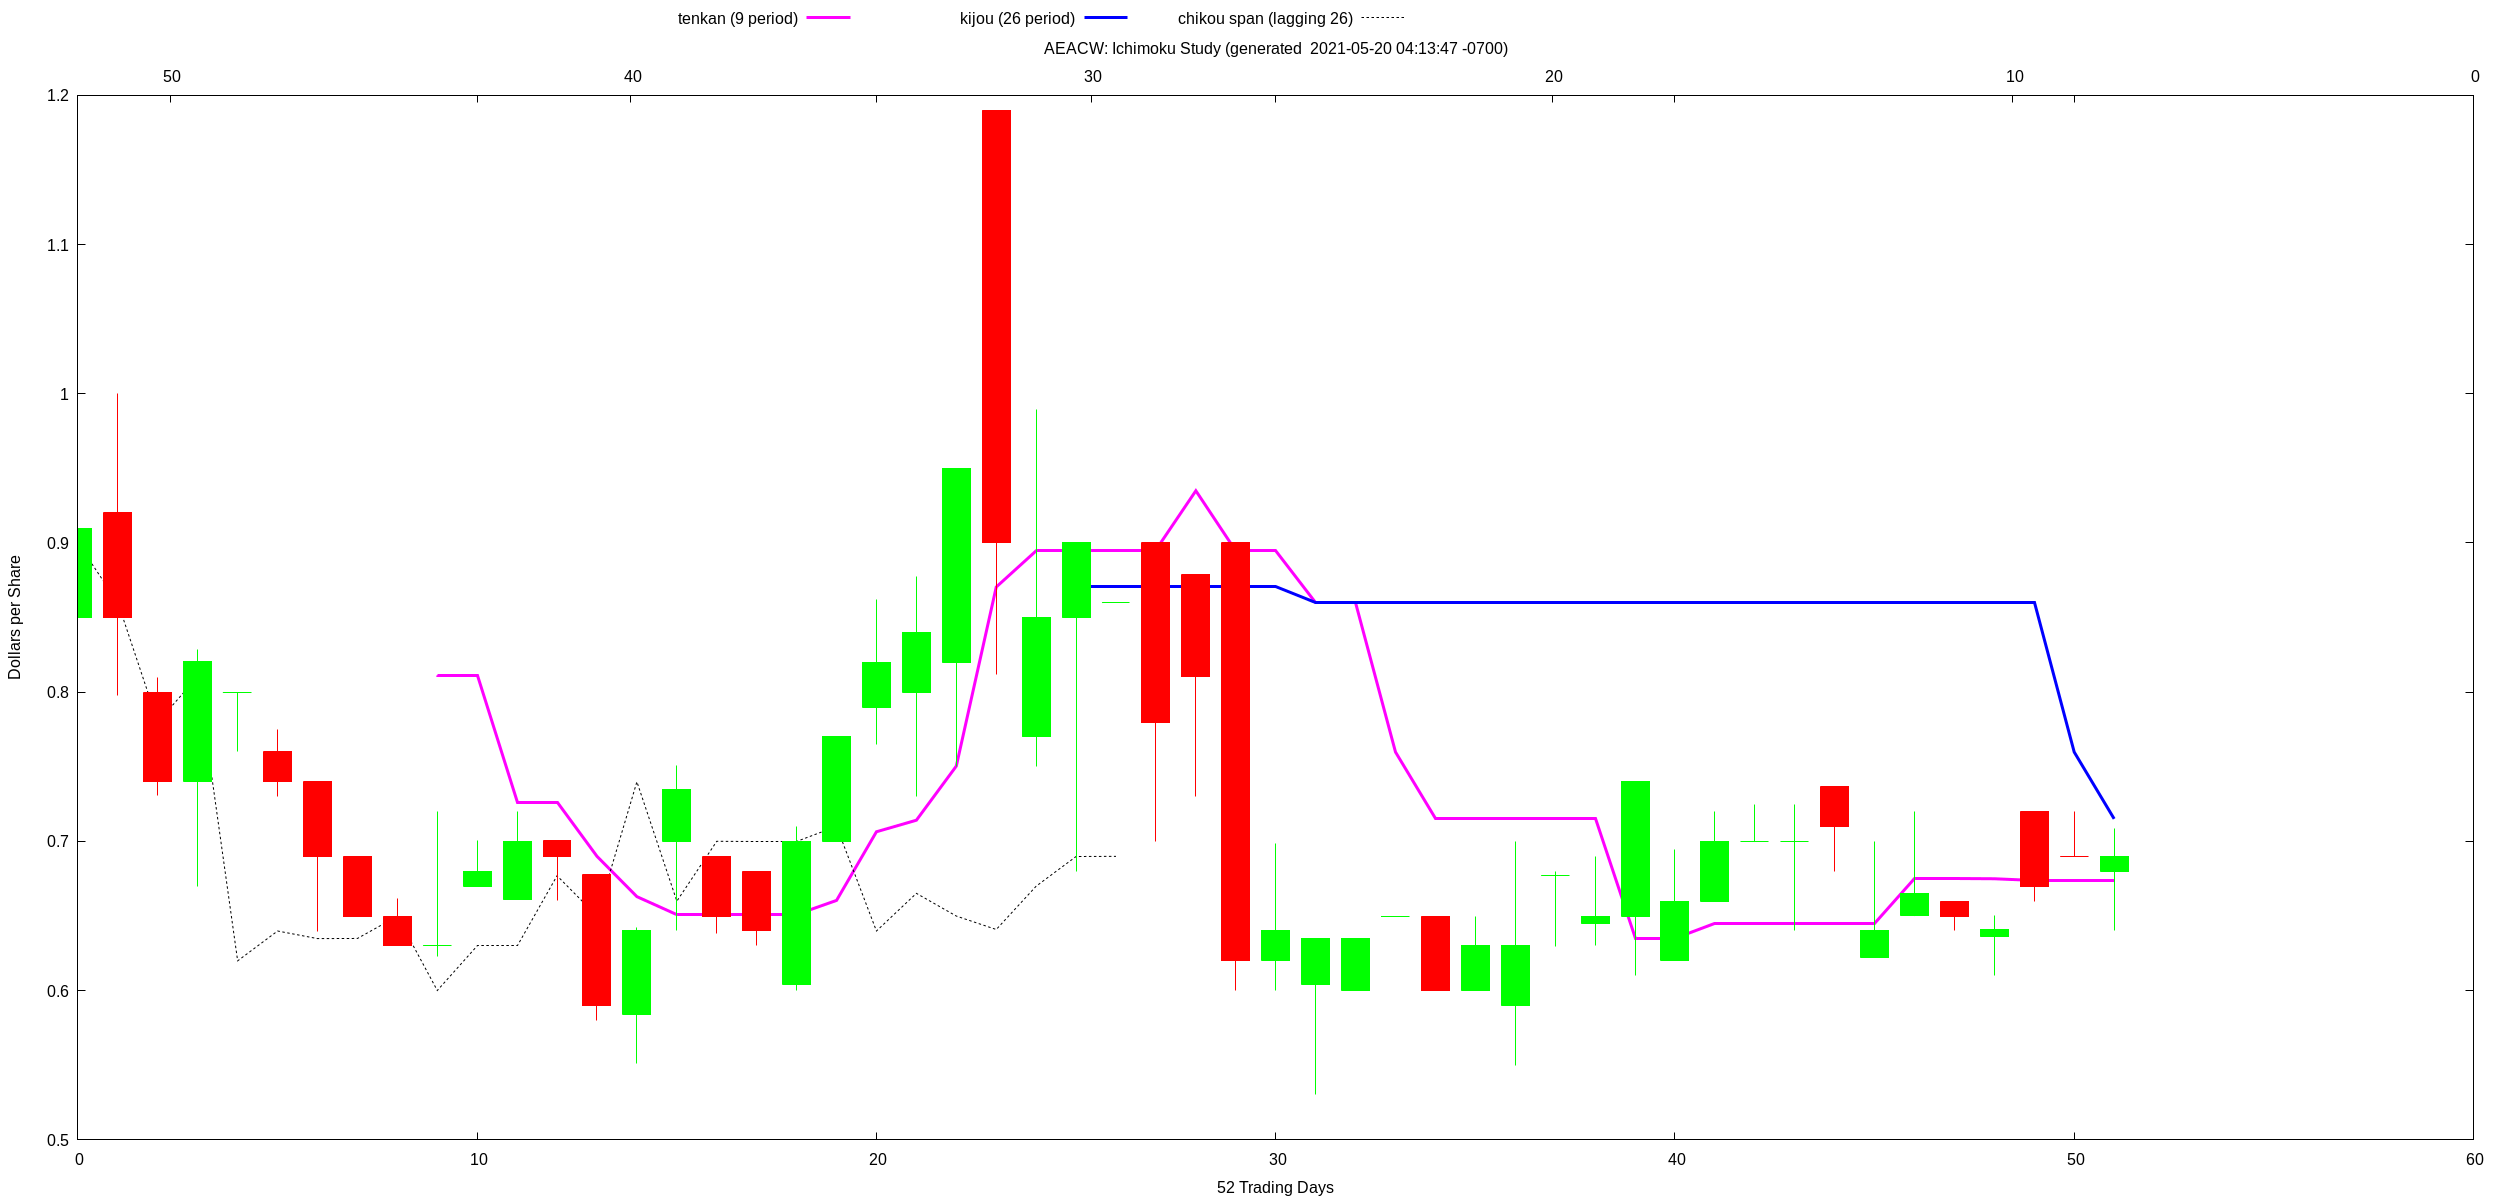 tenkan (9 period) kijou (26 period) chikou span (lagging 26)
AEACW: Ichimoku Study (generated  2021-05-20 04:13:47 -0700)
50 40 30 20 10 0
1.2
1.1
1
0.9
0.8
0.7
0.6
0.5
Dollars per Share
0 10 20 30 40 50 60
52 Trading Days